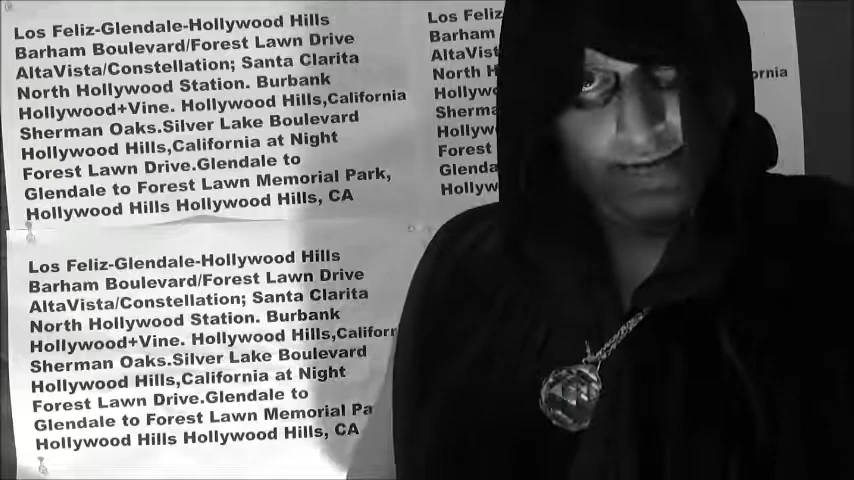 Los Feliz-Glendale-Hollywood Hills
Barham Boulevard/Forest Lawn Drive
AltaVista/Constellation; Santa Clarita
North Hollywood Station. Burbank
Hollywood+Vine. Hollywood Hills,California
Sherman Oaks.Silver Lake Boulevard
Hollywood Hills,California at Night
Forest Lawn Drive.Glendale to
Glendale to Forest Lawn Memorial Park,
Hollywood Hills Hollywood Hills, CA
Los Feliz-Glendale-Hollywood Hills
Barham Boulevard/Forest Lawn Drive
AltaVista/Constellation; Santa Clarita
North Hollywood Station. Burbank
Hollywood+Vine. Hollywood Hills,Californ
Sherman Oaks.Silver Lake Boulevard
Hollywood Hills,California at Night
Forest Lawn Drive.Glendale to
Glendale to Forest Lawn Memorial Pa
Hollywood Hills Hollywood Hills, CA
Los Feliz-
Barham
AltaVist
North H
Hollyw ornia
Sherma
Hollyw
Forest
Glenda
Hollyw